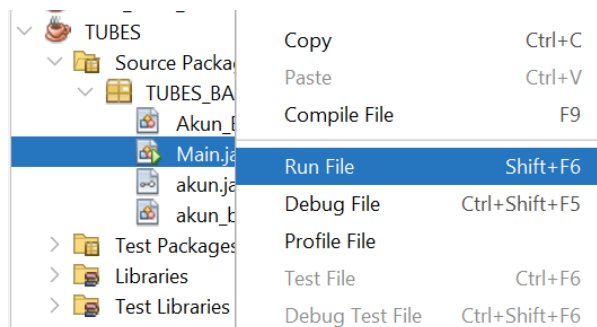 TUBES
Source Packa
TUBES_BA
Akun_
Main.ja
akun.ja
akun_b
Test Packages
Libraries
Test Libraries
Copy Ctrl+C
Paste Ctrl+V
Compile File F9
Run File Shift+F6
Debug File Ctrl+Shift+F5
Profile File
Test File Ctrl+F6
Debug Test File Ctrl+Shift+F6